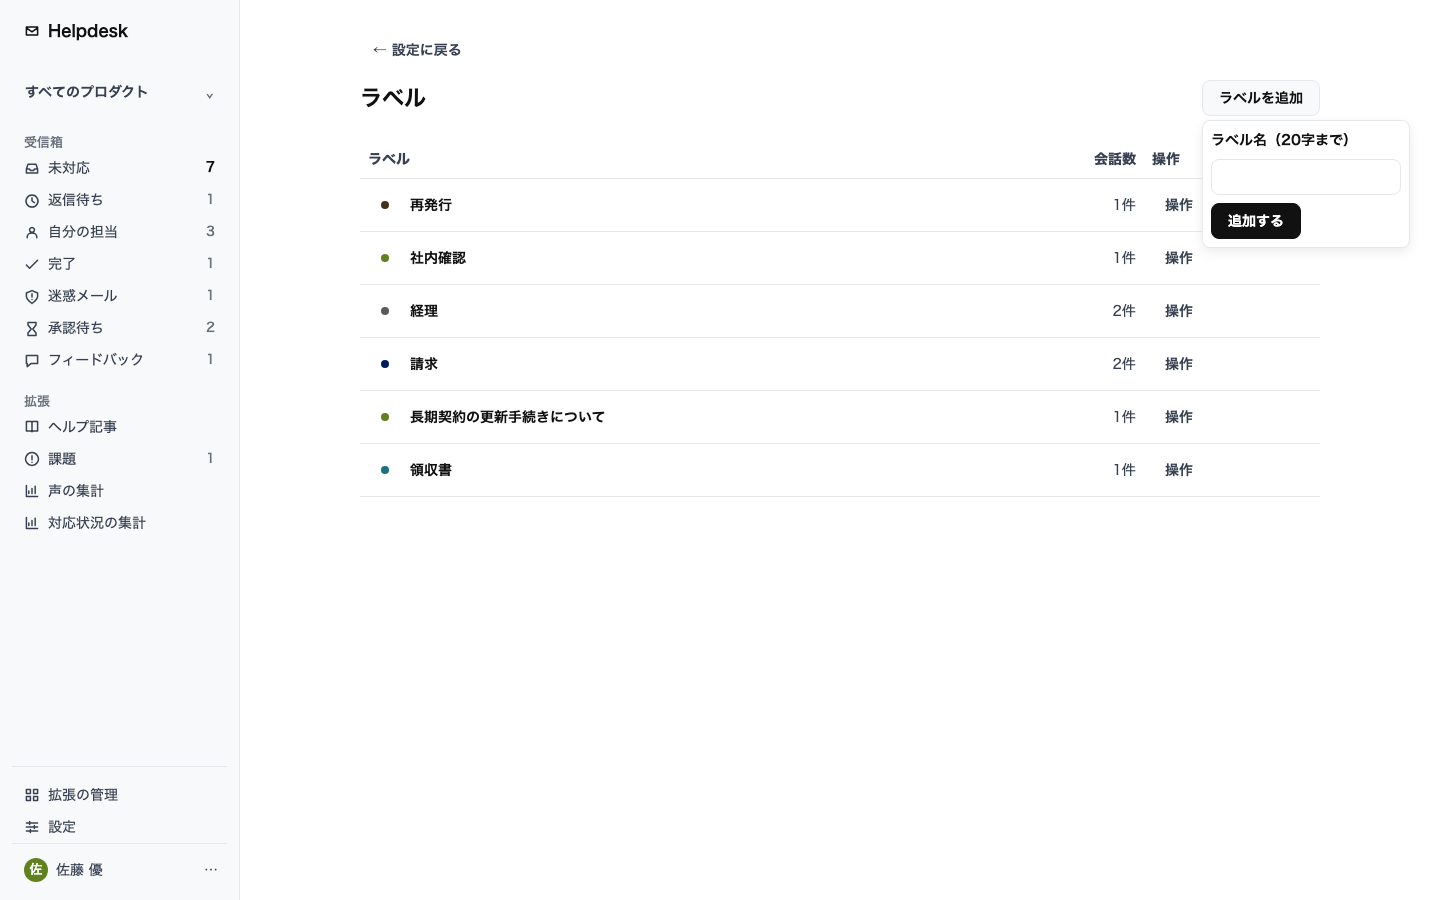 Helpdesk
すべてのプロダクト
受信箱
未対応 7
返信待ち 1
自分の担当 3
完了 1
迷惑メール 1
承認待ち 2
フィードバック 1
拡張
ヘルプ記事
課題 1
声の集計
対応状況の集計
拡張の管理
設定
佐 佐藤 優 …
← 設定に戻る
ラベル
ラベルを追加
ラベル名（20字まで）
追加する
ラベル 会話数 操作
再発行 1件 操作
社内確認 1件 操作
経理 2件 操作
請求 2件 操作
長期契約の更新手続きについて 1件 操作
領収書 1件 操作